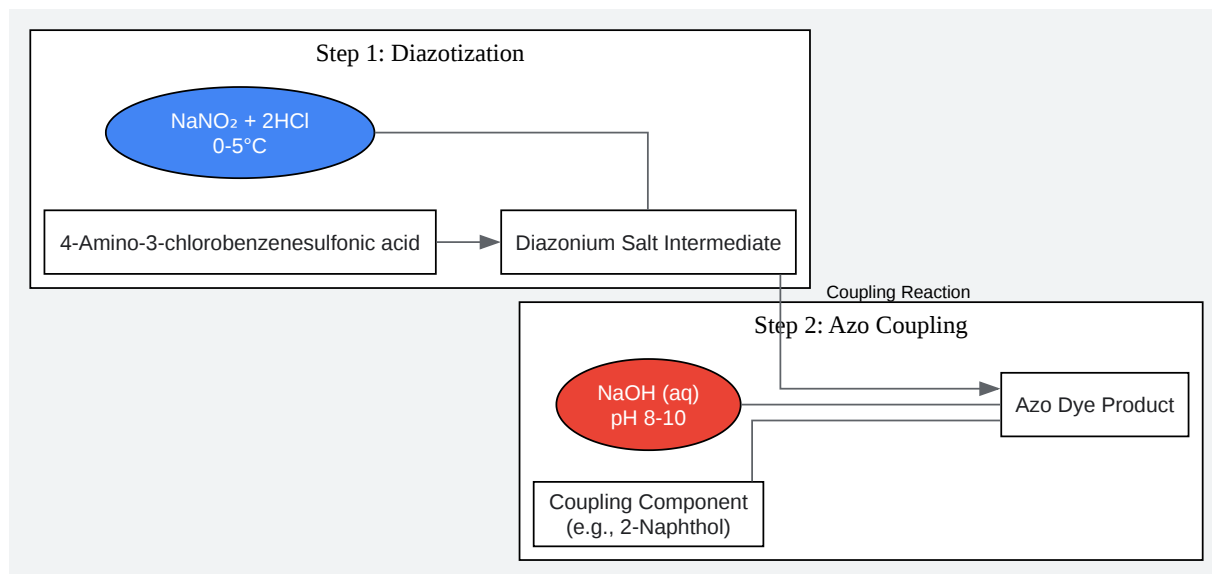 Step 1: Diazotization
NaNO₂ + 2HCl
0-5°C
4-Amino-3-chlorobenzenesulfonic acid
Diazonium Salt Intermediate
Coupling Reaction
Step 2: Azo Coupling
NaOH (aq)
pH 8-10
Azo Dye Product
Coupling Component
(e.g., 2-Naphthol)